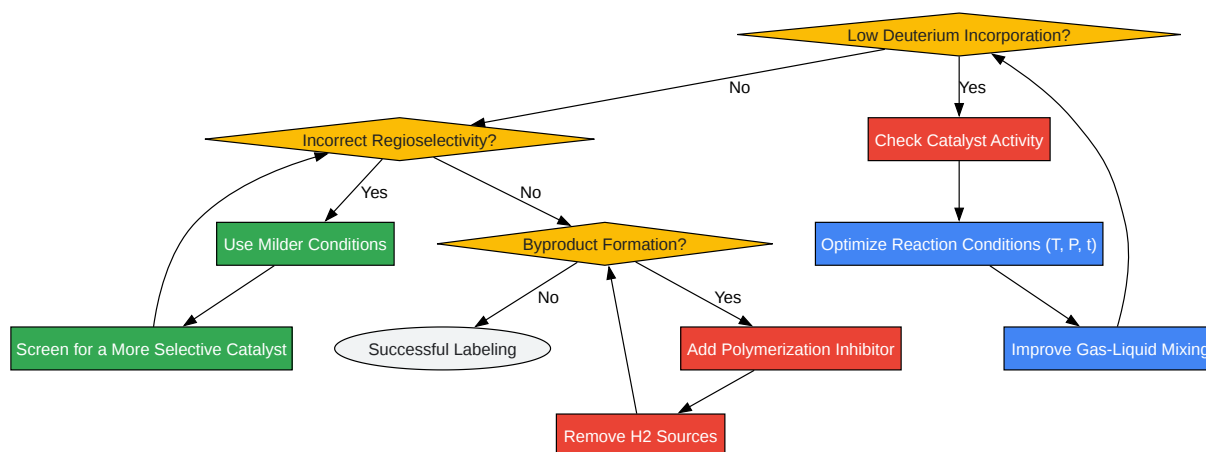 Low Deuterium Incorporation?
No
Yes
Incorrect Regioselectivity?
Check Catalyst Activity
Yes
No
Use Milder Conditions
Byproduct Formation?
Optimize Reaction Conditions (T, P, t)
No
Yes
Screen for a More Selective Catalyst
Successful Labeling
Add Polymerization Inhibitor
Improve Gas-Liquid Mixing
Remove H2 Sources